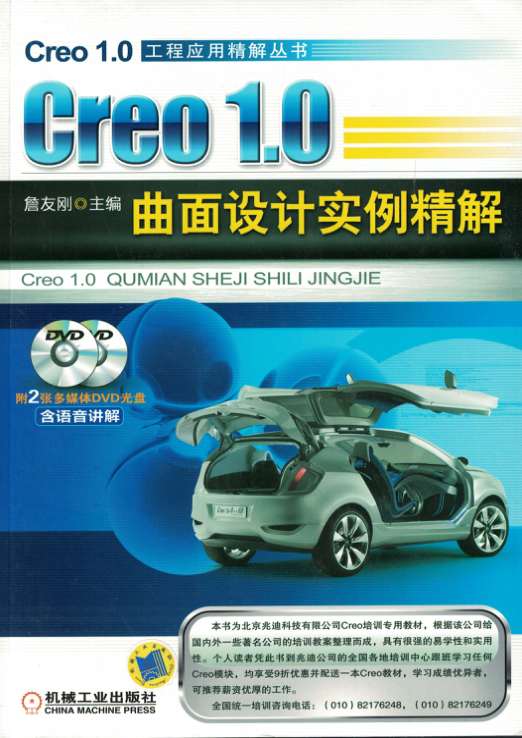 Creo 1.0 工程应用精解丛书
Creo 1.0
詹友刚◎主编
曲面设计实例精解
Creo 1.0 QUMIAN SHEJI SHILI JINGJIE
DVD DVD
附2张多媒体DVD光盘
含语音讲解
本书为北京兆迪科技有限公司Creo培训专用教材，根据该公司给
国内外一些著名公司的培训教案整理而成，具有很强的易学性和实用
性。个人读者凭此书到兆迪公司的全国各地培训中心跟班学习任何
Creo模块，均享受9折优惠并配送一本Creo教材，学习成绩优异者，
可推荐薪资优厚的工作。
全国统一培训咨询电话：（010）82176248,（010）82176249
机械工业出版社
CHINA MACHINE PRESS